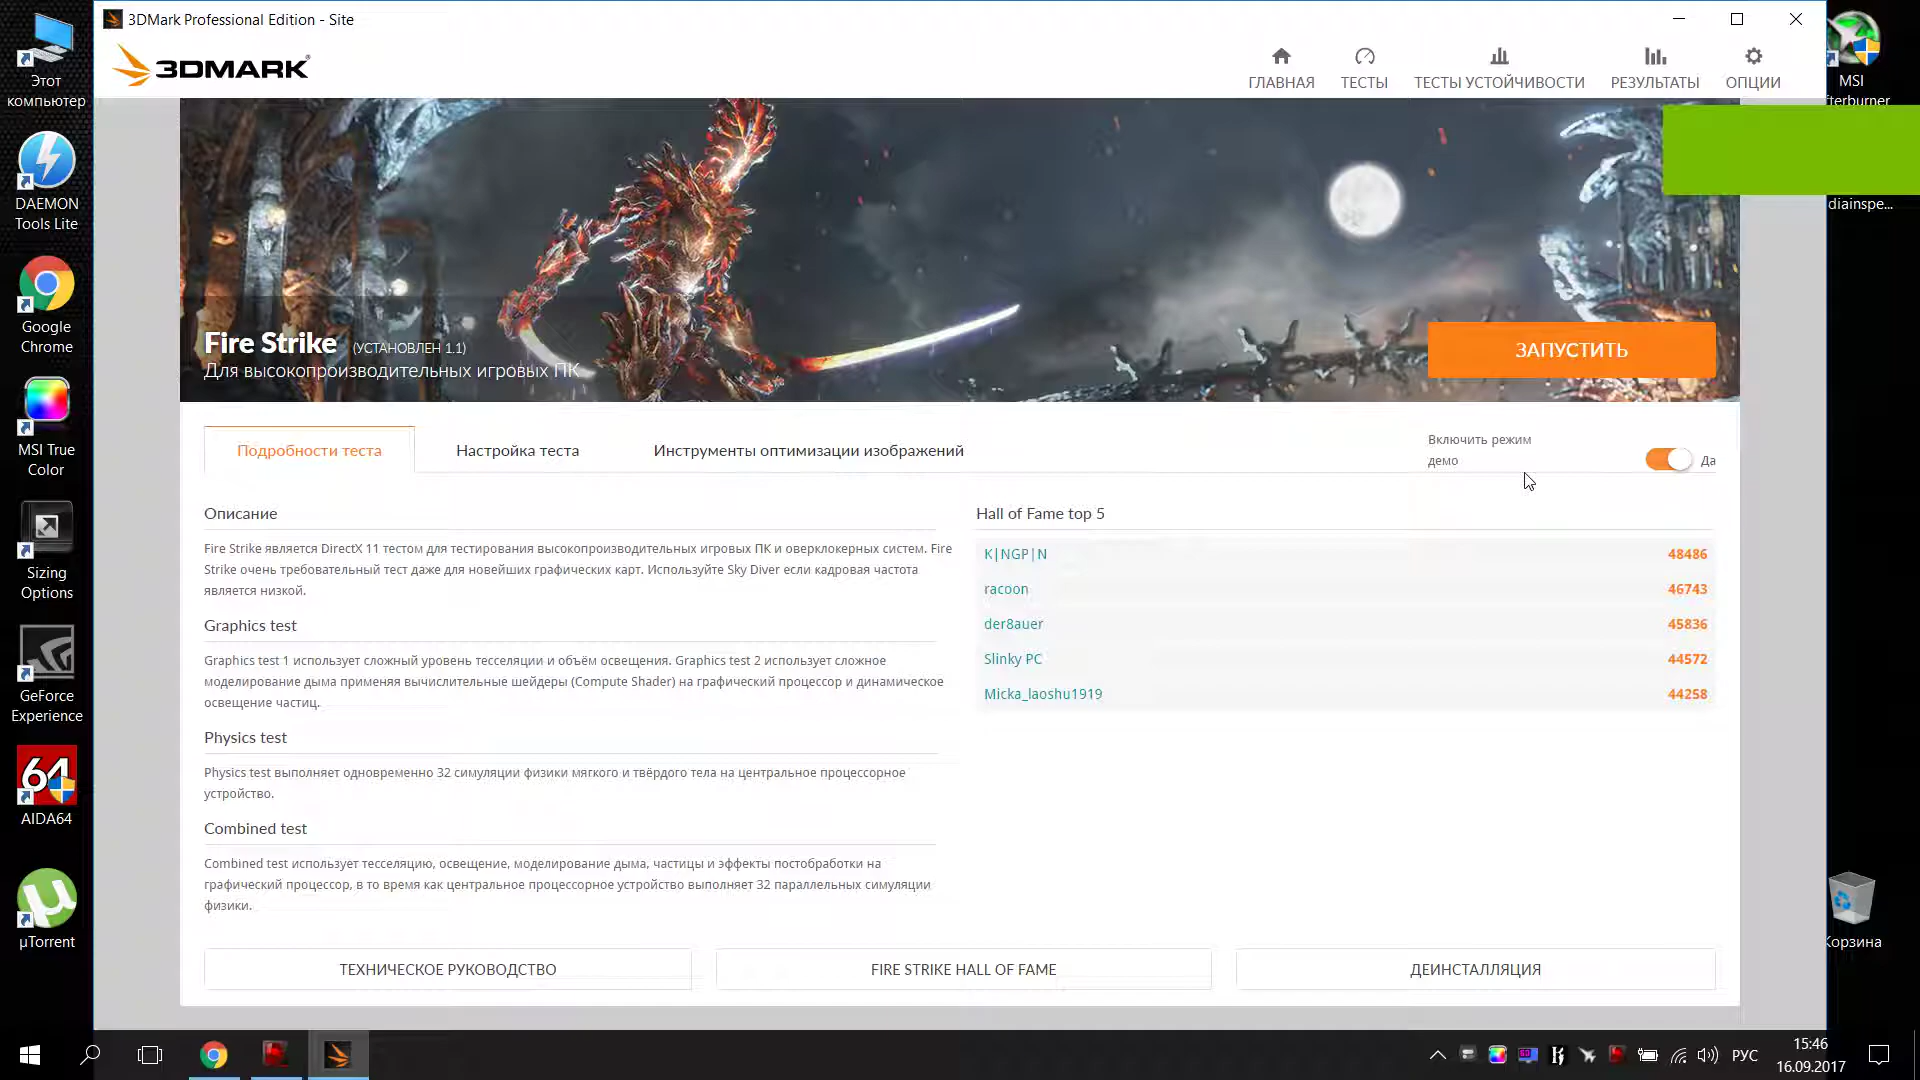 3DMark Professional Edition - Site
3DMARK
ГЛАВНАЯ
ТЕСТЫ
ТЕСТЫ УСТОЙЧИВОСТИ
РЕЗУЛЬТАТЫ
ОПЦИИ
Этот
компьютер
DAEMON
Tools Lite
Google
Chrome
MSI True
Color
Sizing
Options
GeForce
Experience
64
AIDA64
µTorrent
MSI
fterburner
diainspe...
Корзина
Fire Strike (УСТАНОВЛЕН 1.1)
Для высокопроизводительных игровых ПК
ЗАПУСТИТЬ
Подробности теста
Настройка теста
Инструменты оптимизации изображений
Включить режим
демо
Да
Описание
Fire Strike является DirectX 11 тестом для тестирования высокопроизводительных игровых ПК и оверклокерных систем. Fire
Strike очень требовательный тест даже для новейших графических карт. Используйте Sky Diver если кадровая частота
является низкой.
Graphics test
Graphics test 1 использует сложный уровень тесселяции и объём освещения. Graphics test 2 использует сложное
моделирование дыма применяя вычислительные шейдеры (Compute Shader) на графический процессор и динамическое
освещение частиц.
Physics test
Physics test выполняет одновременно 32 симуляции физики мягкого и твёрдого тела на центральное процессорное
устройство.
Combined test
Combined test использует тесселяцию, освещение, моделирование дыма, частицы и эффекты постобработки на
графический процессор, в то время как центральное процессорное устройство выполняет 32 параллельных симуляции
физики.
Hall of Fame top 5
K|NGP|N 48486
racoon 46743
der8auer 45836
Slinky PC 44572
Micka_laoshu1919 44258
ТЕХНИЧЕСКОЕ РУКОВОДСТВО
FIRE STRIKE HALL OF FAME
ДЕИНСТАЛЛЯЦИЯ
РУС
15:46
16.09.2017